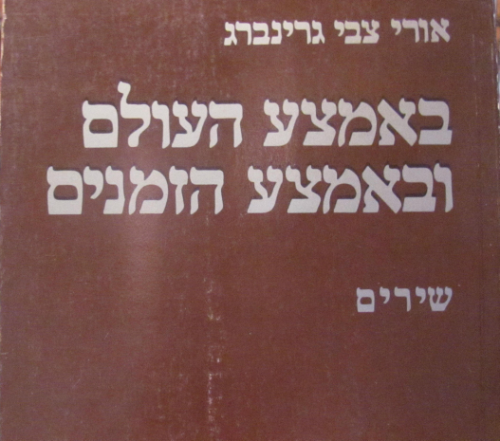 אורי צבי גרינברג
באמצע העולם
ובאמצע הזמנים
שירים